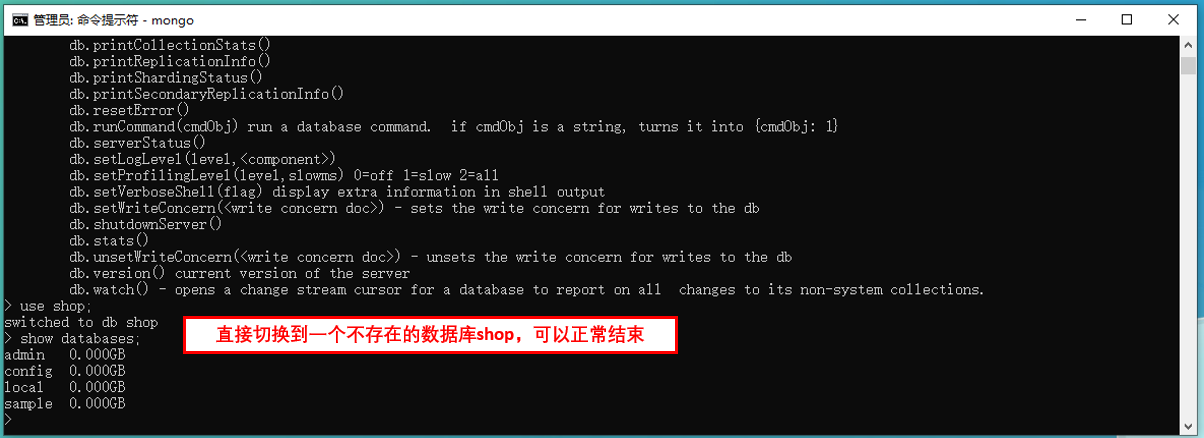 管理员: 命令提示符 - mongo
db.printCollectionStats()
db.printReplicationInfo()
db.printShardingStatus()
db.printSecondaryReplicationInfo()
db.resetError()
db.runCommand(cmdObj) run a database command.  if cmdObj is a string, turns it into {cmdObj: 1}
db.serverStatus()
db.setLogLevel(level,<component>)
db.setProfilingLevel(level,slowms) 0=off 1=slow 2=all
db.setVerboseShell(flag) display extra information in shell output
db.setWriteConcern(<write concern doc>) - sets the write concern for writes to the db
db.shutdownServer()
db.stats()
db.unsetWriteConcern(<write concern doc>) - unsets the write concern for writes to the db
db.version() current version of the server
db.watch() - opens a change stream cursor for a database to report on all  changes to its non-system collections.
> use shop;
switched to db shop
直接切换到一个不存在的数据库shop，可以正常结束
> show databases;
admin   0.000GB
config  0.000GB
local   0.000GB
sample  0.000GB
>